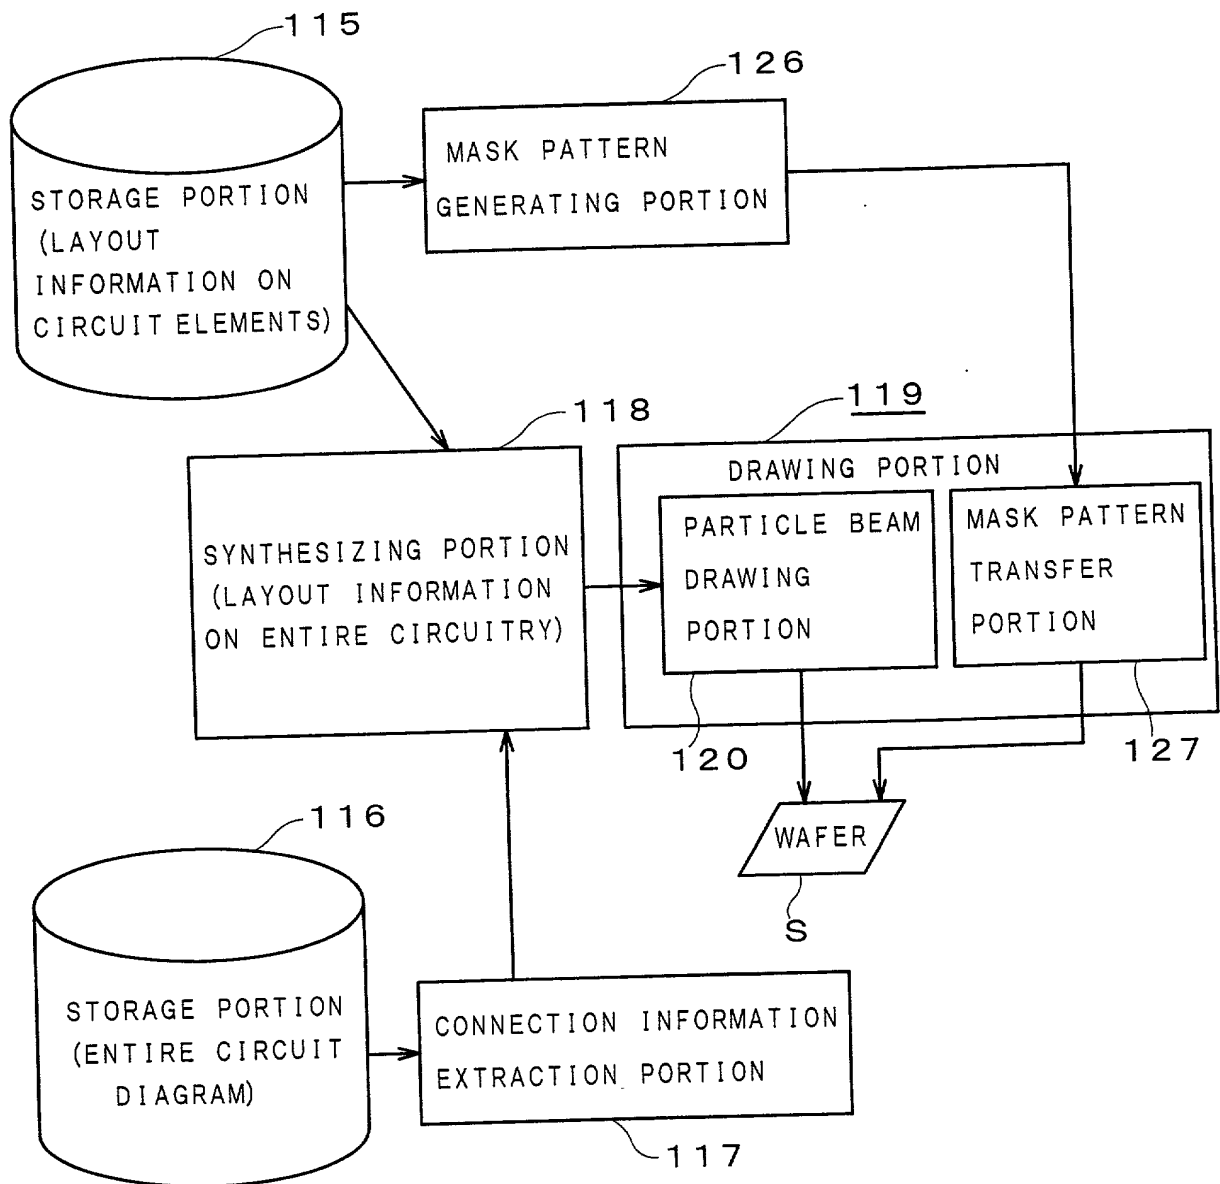 115
126
MASK PATTERN
GENERATING PORTION
STORAGE PORTION
(LAYOUT
INFORMATION ON
CIRCUIT ELEMENTS)
118
119
DRAWING PORTION
SYNTHESIZING PORTION
(LAYOUT INFORMATION
ON ENTIRE CIRCUITRY)
PARTICLE BEAM
DRAWING
PORTION
MASK PATTERN
TRANSFER
PORTION
120
127
WAFER
S
116
STORAGE PORTION
(ENTIRE CIRCUIT
DIAGRAM)
CONNECTION INFORMATION
EXTRACTION PORTION
117